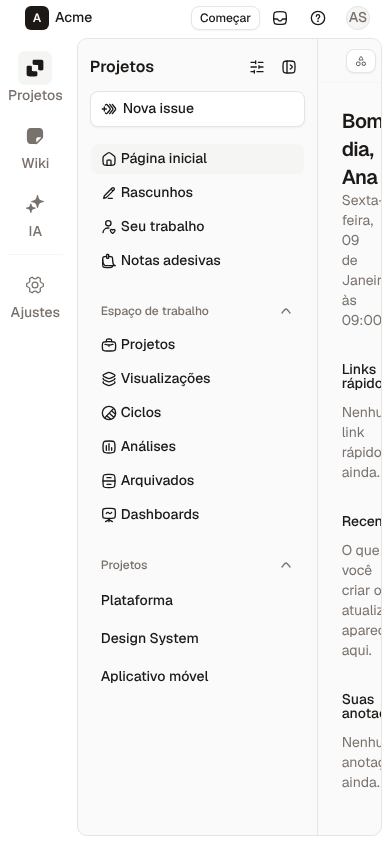 A Acme
Começar
AS
Projetos
Wiki
IA
Ajustes
Projetos
Nova issue
Página inicial
Rascunhos
Seu trabalho
Notas adesivas
Espaço de trabalho
Projetos
Visualizações
Ciclos
Análises
Arquivados
Dashboards
Projetos
Plataforma
Design System
Aplicativo móvel
Bom
dia,
Ana
Sexta-
feira,
09
de
Janeir
às
09:00
Links
rápido
Nenhu
link
rápido
ainda.
Recen
O que
você
criar o
atualiz
aparec
aqui.
Suas
anota
Nenhu
anotaç
ainda.